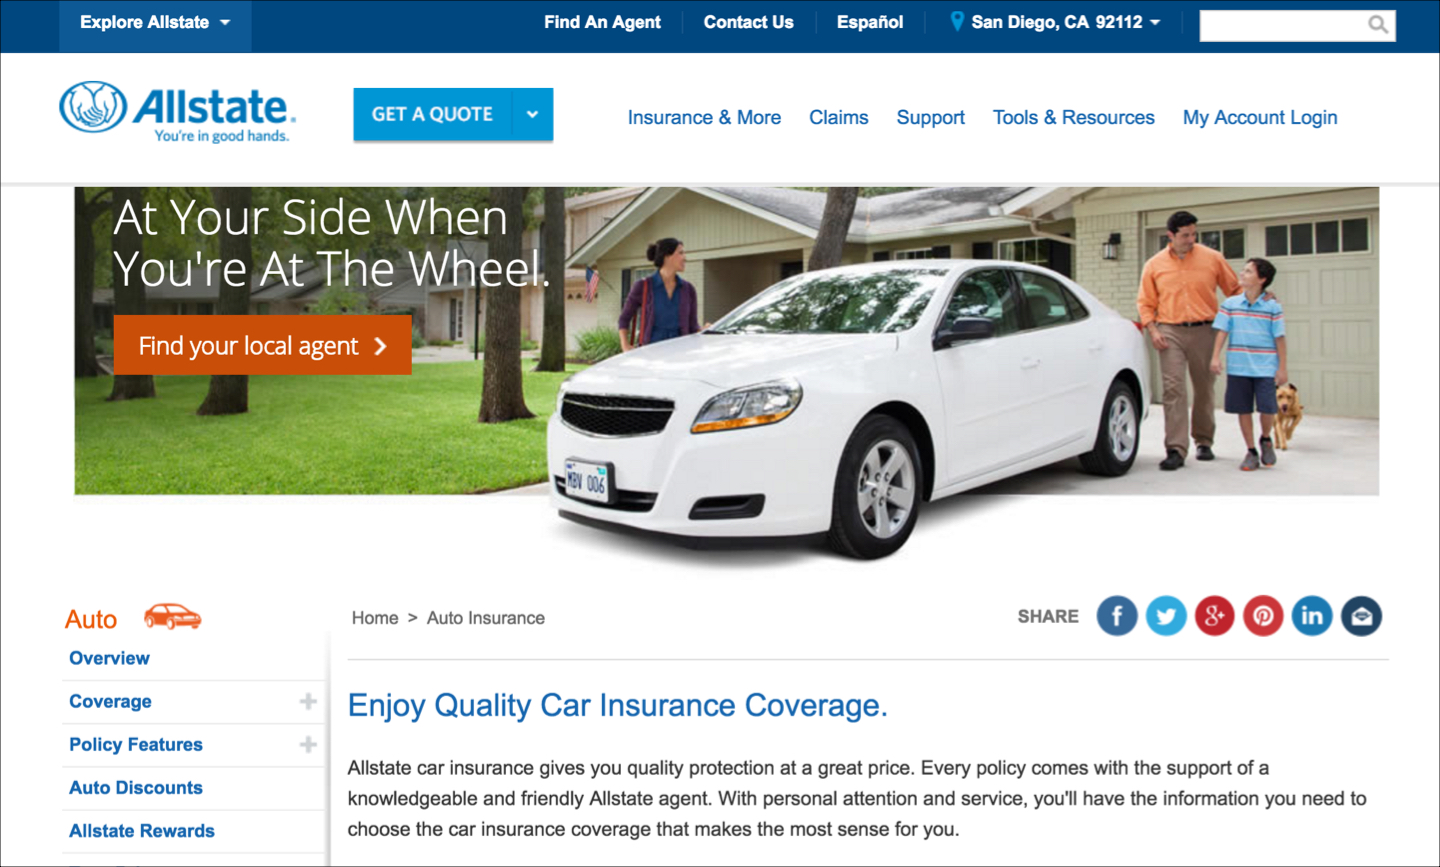 Explore Allstate
Find An Agent
Contact Us
Español
San Diego, CA 92112
Allstate.
You're in good hands.
GET A QUOTE
Insurance & More
Claims
Support
Tools & Resources
My Account Login
At Your Side When
You're At The Wheel.
Find your local agent
MBV 006
Auto
Overview
Coverage
Policy Features
Auto Discounts
Allstate Rewards
Home > Auto Insurance
SHARE
Enjoy Quality Car Insurance Coverage.
Allstate car insurance gives you quality protection at a great price. Every policy comes with the support of a
knowledgeable and friendly Allstate agent. With personal attention and service, you'll have the information you need to
choose the car insurance coverage that makes the most sense for you.